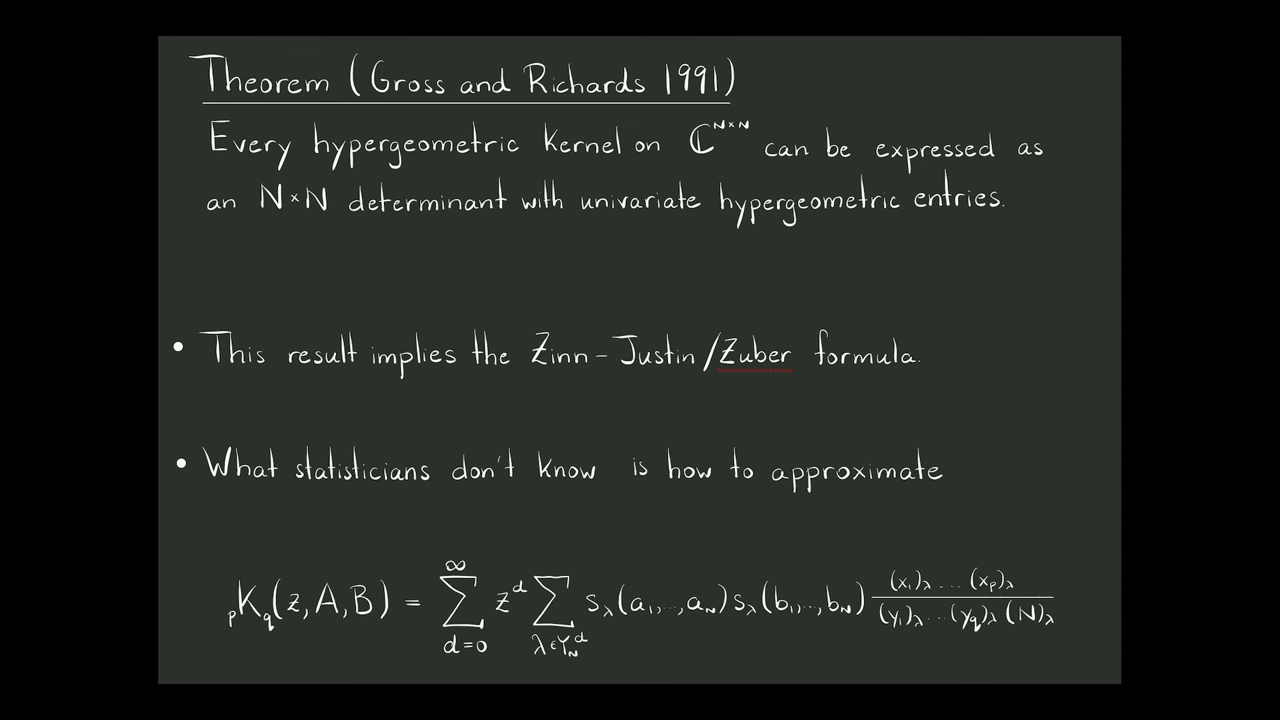 Theorem (Gross and Richards 1991)
Every hypergeometric kernel on ℂ^{N×N} can be expressed as
an N×N determinant with univariate hypergeometric entries.
• This result implies the Zinn-Justin/Zuber formula.
• What statisticians don't know is how to approximate
_pK_q(z,A,B) = ∑_{d=0}^{∞} z^d ∑_{λ∈Y_N^d} s_λ(a_1,...,a_N) s_λ(b_1,...,b_N) \frac{(x_1)_λ ... (x_p)_λ}{(y_1)_λ ... (y_q)_λ (N)_λ}